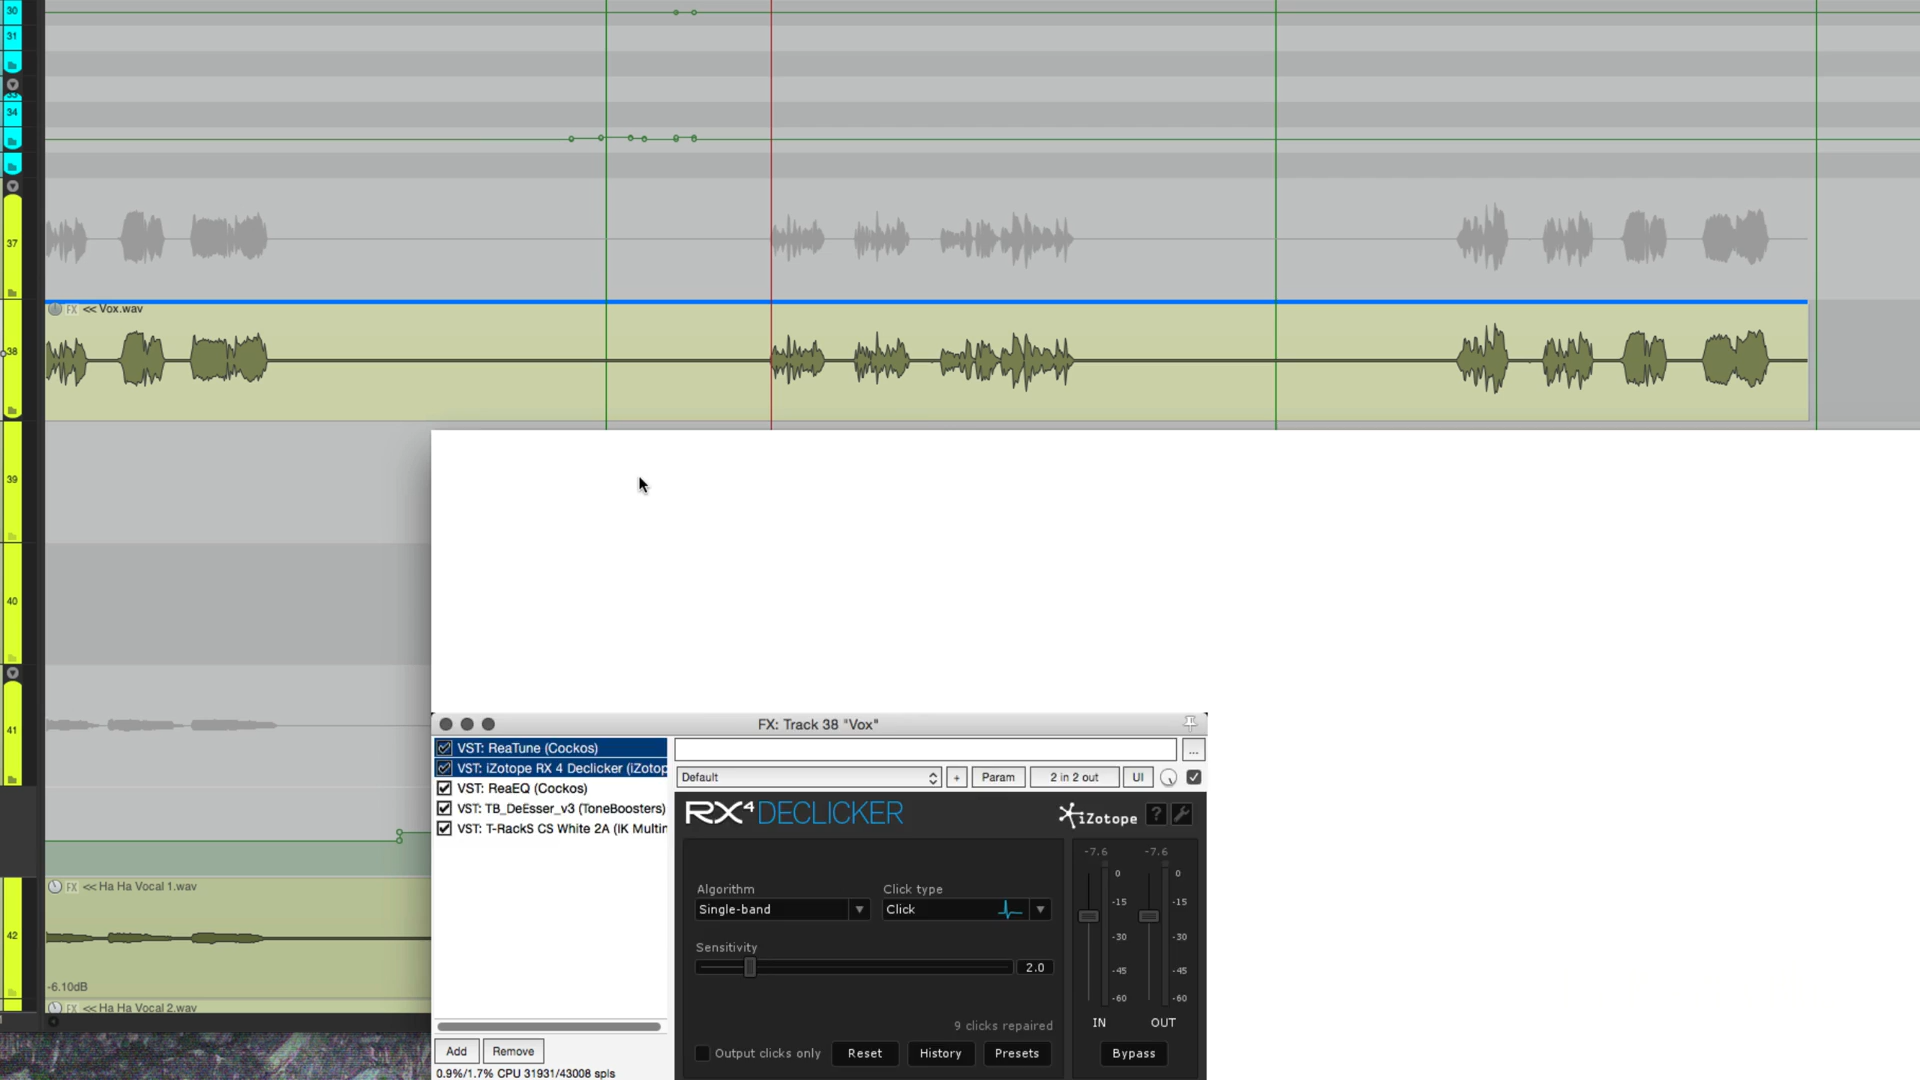 30
31
34
37
<< Vox.wav
FX
38
39
40
41
FX << Ha Ha Vocal 1.wav
42
-6.10dB
FX << Ha Ha Vocal 2.wav
FX: Track 38 "Vox"
VST: ReaTune (Cockos)
VST: iZotope RX 4 Declicker (iZotop
VST: ReaEQ (Cockos)
VST: TB_DeEsser_v3 (ToneBoosters)
VST: T-RackS CS White 2A (IK Multin
Add
Remove
0.9%/1.7% CPU 31931/43008 spls
...
Default
+
Param
2 in 2 out
UI
RX4 DECLICKER
iZotope
?
Algorithm
Single-band
Click type
Click
Sensitivity
2.0
9 clicks repaired
Output clicks only
Reset
History
Presets
-7.6 -7.6
0 0
-15 -15
-30 -30
-45 -45
-60 -60
IN OUT
Bypass